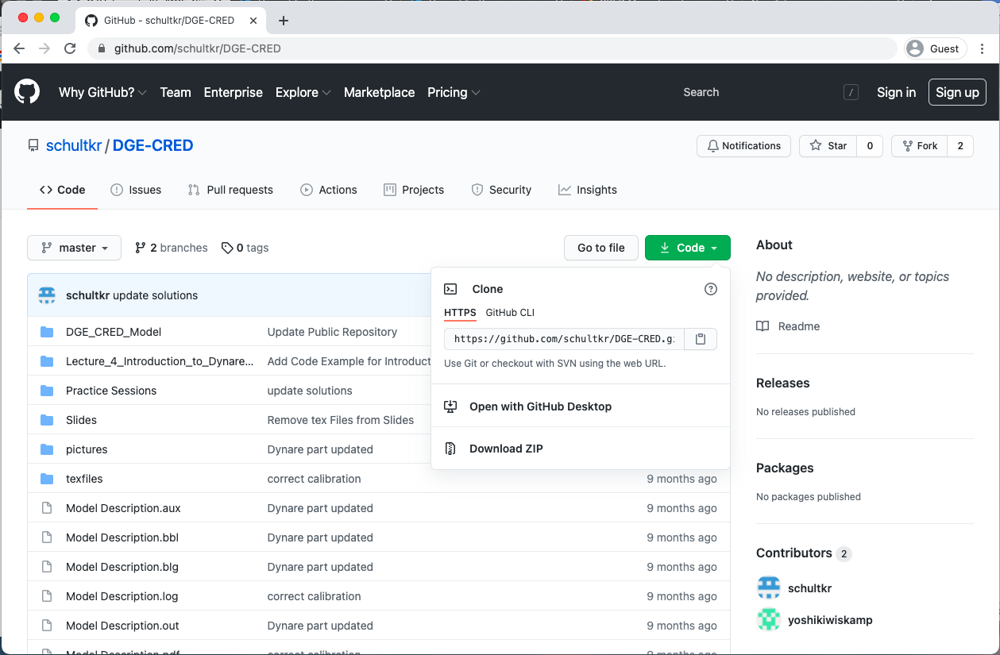 GitHub - schultkr/DGE-CRED
github.com/schultkr/DGE-CRED
Guest
Why GitHub? Team Enterprise Explore Marketplace Pricing
Search
/
Sign in
Sign up
schultkr / DGE-CRED
Notifications
Star 0
Fork 2
Code
Issues
Pull requests
Actions
Projects
Security
Insights
master
2 branches
0 tags
Go to file
Code
schultkr update solutions
DGE_CRED_Model Update Public Repository
Lecture_4_Introduction_to_Dynare... Add Code Example for Introduct
Practice Sessions update solutions
Slides Remove tex Files from Slides
pictures Dynare part updated
texfiles correct calibration 9 months ago
Model Description.aux Dynare part updated 9 months ago
Model Description.bbl Dynare part updated 9 months ago
Model Description.blg Dynare part updated 9 months ago
Model Description.log correct calibration 9 months ago
Model Description.out Dynare part updated 9 months ago
Model Description.pdf correct calibration 9 months ago
Clone
HTTPS GitHub CLI
https://github.com/schultkr/DGE-CRED.gi
Use Git or checkout with SVN using the web URL.
Open with GitHub Desktop
Download ZIP
About
No description, website, or topics
provided.
Readme
Releases
No releases published
Packages
No packages published
Contributors 2
schultkr
yoshikiwiskamp